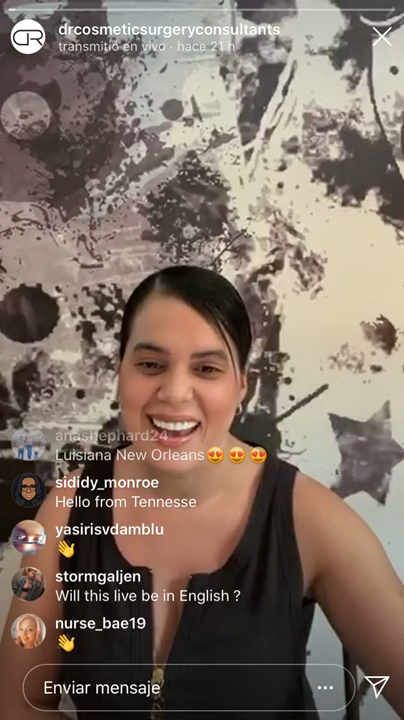 drcosmeticsurgeryconsultants
transmitió en vivo · hace 21 h
anashephard24
Luisiana New Orleans😍😍😍
sididy_monroe
Hello from Tennesse
yasirisvdamblu
👋
stormgaljen
Will this live be in English ?
nurse_bae19
👋
Enviar mensaje